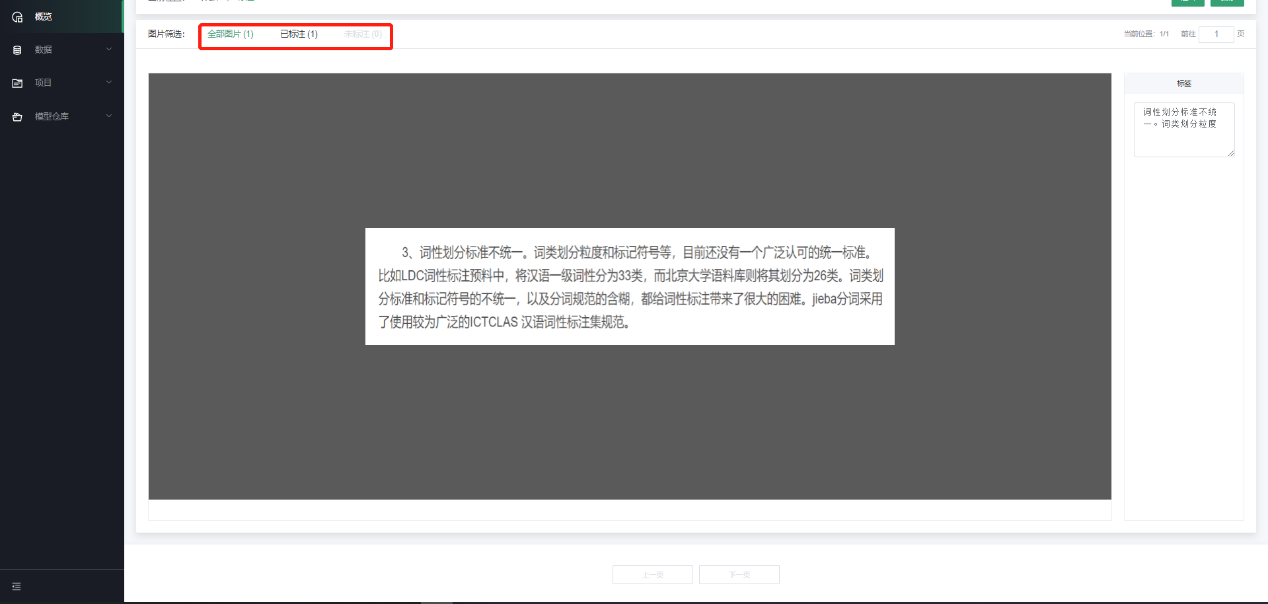 概览
数据
项目
模型仓库
图片筛选: 全部图片 (1) 已标注 (1) 未标注 (0)
当前位置: 1/1 前往 1 页
标签
词性划分标准不统
一。词类划分粒度
3、词性划分标准不统一。词类划分粒度和标记符号等，目前还没有一个广泛认可的统一标准。
比如LDC词性标注预料中，将汉语一级词性分为33类，而北京大学语料库则将其划分为26类。词类划
分标准和标记符号的不统一，以及分词规范的含糊，都给词性标注带来了很大的困难。jieba分词采用
了使用较为广泛的ICTCLAS 汉语词性标注集规范。
上一页 下一页